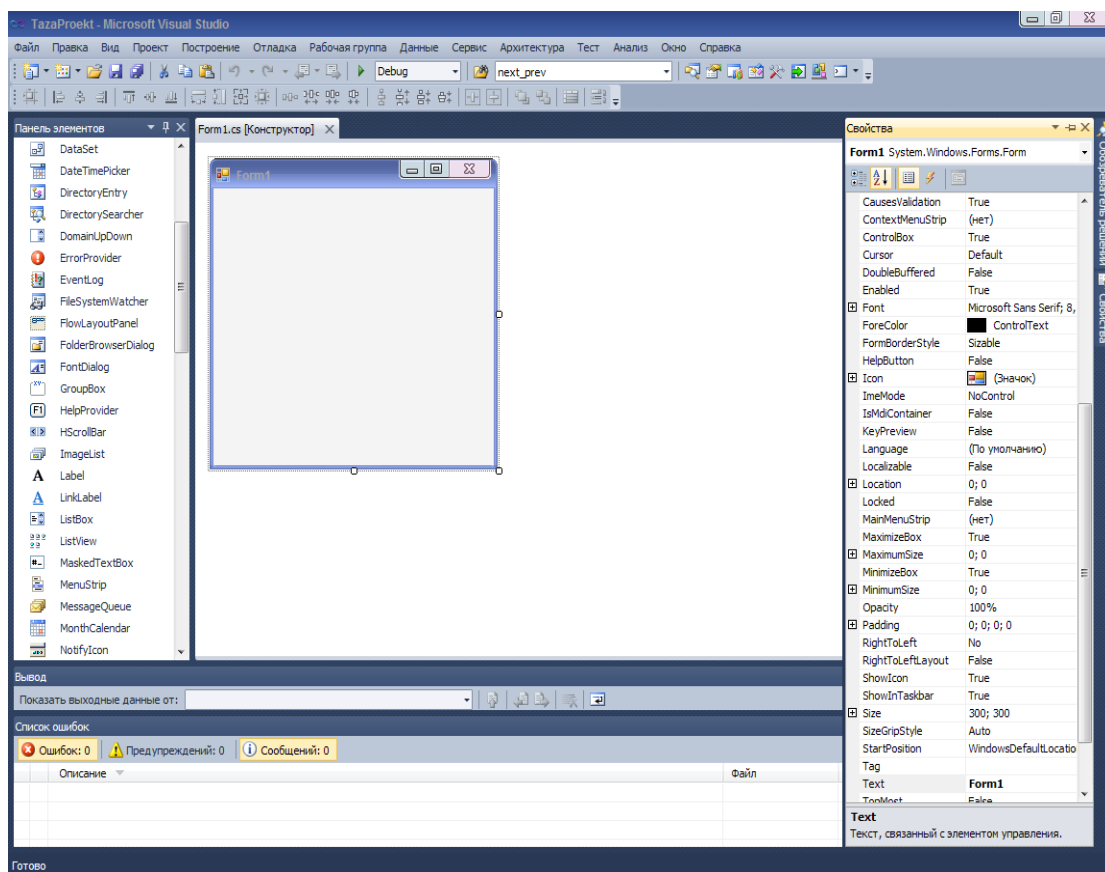 TazaProekt - Microsoft Visual Studio
Файл Правка Вид Проект Построение Отладка Рабочая группа Данные Сервис Архитектура Тест Анализ Окно Справка
Debug next_prev
Панель элементов
DataSet
DateTimePicker
DirectoryEntry
DirectorySearcher
DomainUpDown
ErrorProvider
EventLog
FileSystemWatcher
FlowLayoutPanel
FolderBrowserDialog
FontDialog
GroupBox
HelpProvider
HScrollBar
ImageList
Label
LinkLabel
ListBox
ListView
MaskedTextBox
MenuStrip
MessageQueue
MonthCalendar
NotifyIcon
Form1.cs [Конструктор]
Form1
Свойства
Form1 System.Windows.Forms.Form
CausesValidation True
ContextMenuStrip (нет)
ControlBox True
Cursor Default
DoubleBuffered False
Enabled True
Font Microsoft Sans Serif; 8,
ForeColor ControlText
FormBorderStyle Sizable
HelpButton False
Icon (Значок)
ImeMode NoControl
IsMdiContainer False
KeyPreview False
Language (По умолчанию)
Localizable False
Location 0; 0
Locked False
MainMenuStrip (нет)
MaximizeBox True
MaximumSize 0; 0
MinimizeBox True
MinimumSize 0; 0
Opacity 100%
Padding 0; 0; 0; 0
RightToLeft No
RightToLeftLayout False
ShowIcon True
ShowInTaskbar True
Size 300; 300
SizeGripStyle Auto
StartPosition WindowsDefaultLocatio
Tag
Text Form1
TopMost False
Text
Текст, связанный с элементом управления.
Обозреватель решений
Свойства
Вывод
Показать выходные данные от:
Список ошибок
Ошибок: 0 Предупреждений: 0 Сообщений: 0
Описание Файл
Готово